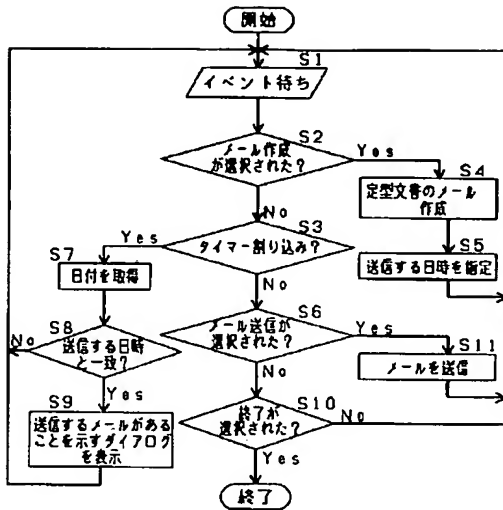 開始
S1
イベント待ち
S2
メール作成
が選択された?
Yes
No
S4
定型文書のメール
作成
S5
送信する日時を指定
S3
タイマー割り込み?
Yes
No
S7
日付を取得
S8
送信する日時
と一致?
No
Yes
S9
送信するメールがある
ことを示すダイアログ
を表示
S6
メール送信が
選択された?
Yes
No
S11
メールを送信
S10
終了が
選択された?
No
Yes
終了